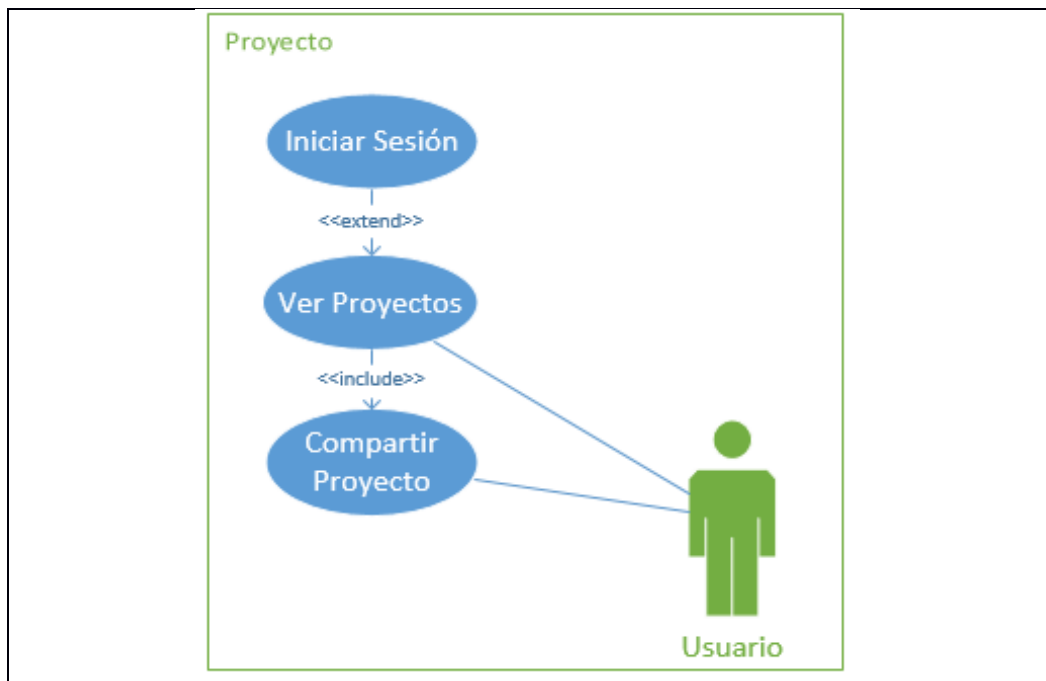 Proyecto
Iniciar Sesión
<<extend>>
Ver Proyectos
<<include>>
Compartir
Proyecto
Usuario